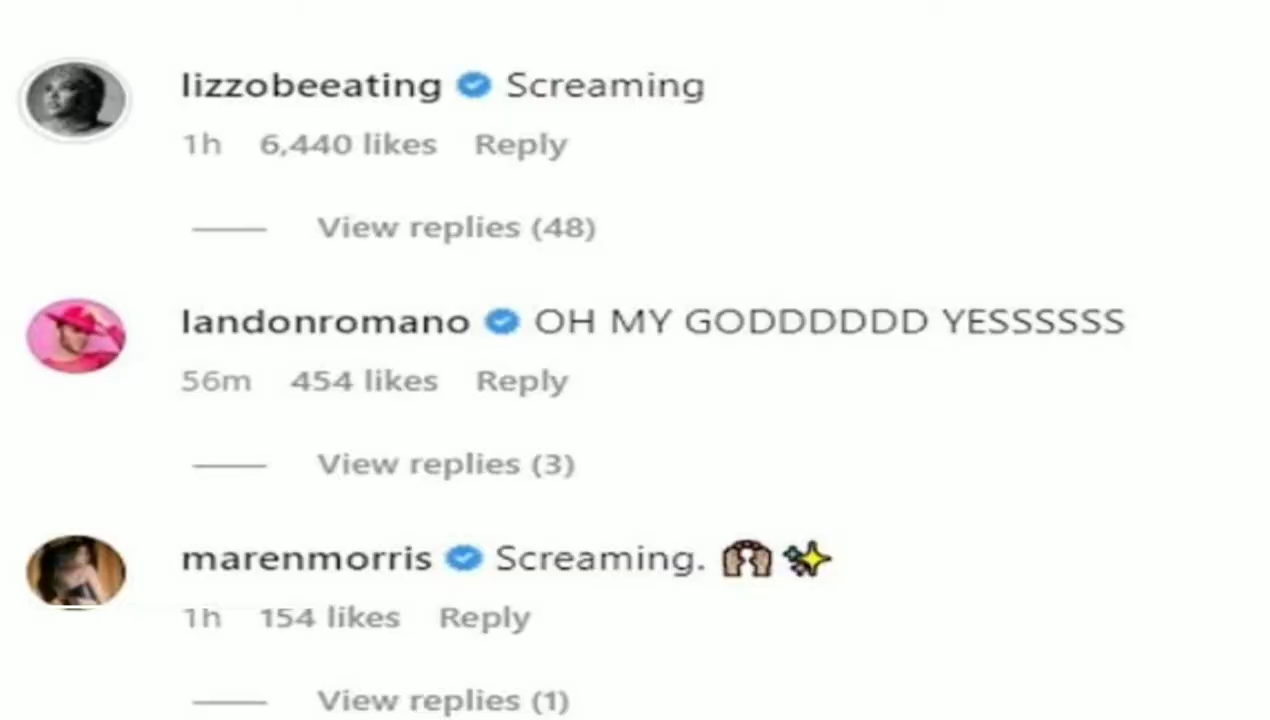 lizzobeeating Screaming
1h 6,440 likes Reply
View replies (48)
landonromano OH MY GODDDDDD YESSSSSS
56m 454 likes Reply
View replies (3)
marenmorris Screaming. 🙌🏽✨
1h 154 likes Reply
View replies (1)